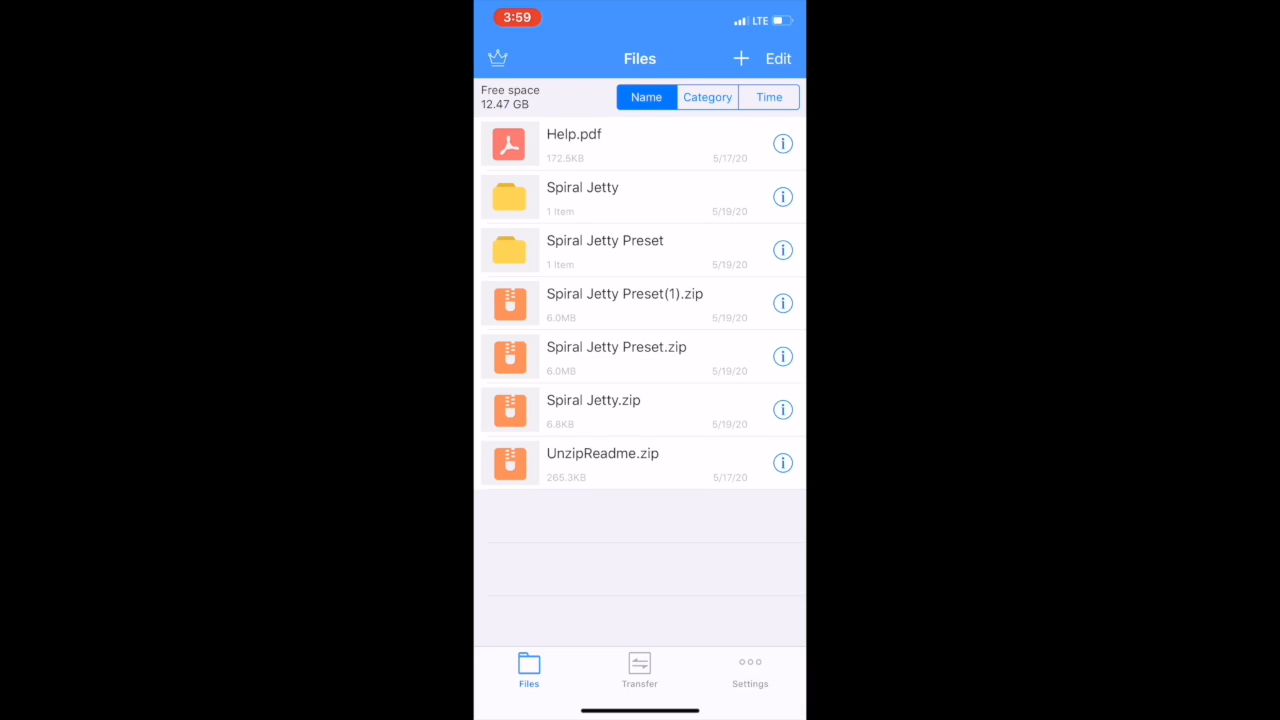 3:59
LTE
Files
Edit
Free space
12.47 GB
Name
Category
Time
Help.pdf
172.5KB
5/17/20
Spiral Jetty
1 Item
5/19/20
Spiral Jetty Preset
1 Item
5/19/20
Spiral Jetty Preset(1).zip
6.0MB
5/19/20
Spiral Jetty Preset.zip
6.0MB
5/19/20
Spiral Jetty.zip
6.8KB
5/19/20
UnzipReadme.zip
265.3KB
5/17/20
Files
Transfer
Settings